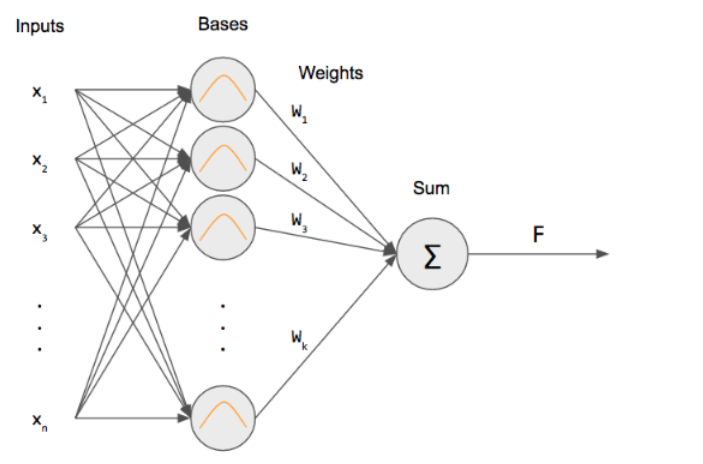 Inputs
Bases
Weights
x₁
W₁
x₂
W₂
Sum
x₃
W₃
Σ
F
. . .
. . .
Wₖ
xₙ